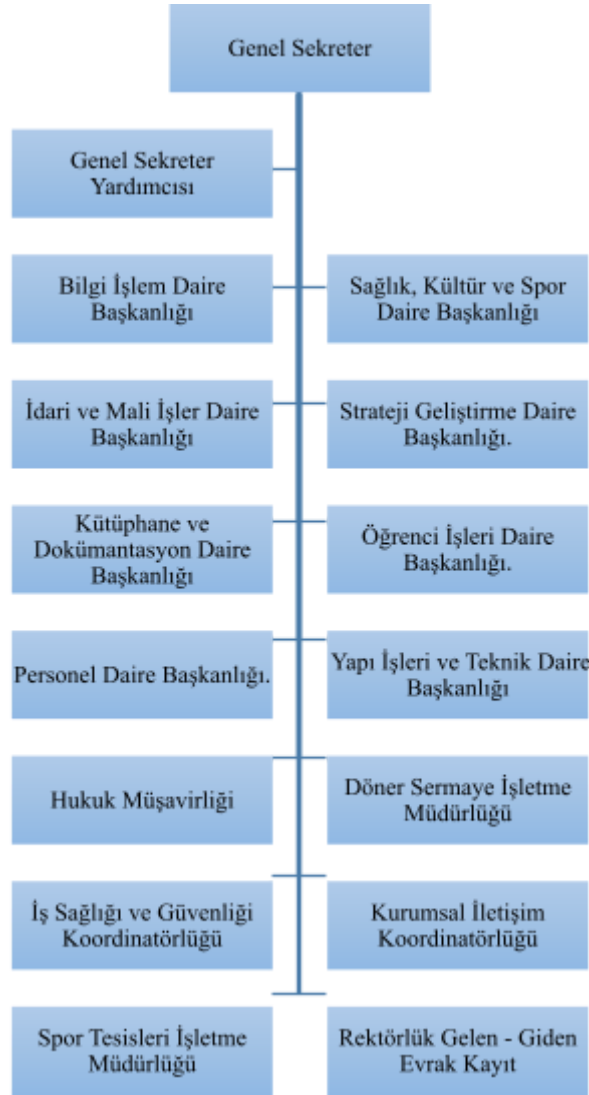 Genel Sekreter
Genel Sekreter
Yardımcısı
Bilgi İşlem Daire
Başkanlığı
Sağlık, Kültür ve Spor
Daire Başkanlığı
İdari ve Mali İşler Daire
Başkanlığı
Strateji Geliştirme Daire
Başkanlığı.
Kütüphane ve
Dokümantasyon Daire
Başkanlığı
Öğrenci İşleri Daire
Başkanlığı.
Personel Daire Başkanlığı.
Yapı İşleri ve Teknik Daire
Başkanlığı
Hukuk Müşavirliği
Döner Sermaye İşletme
Müdürlüğü
İş Sağlığı ve Güvenliği
Koordinatörlüğü
Kurumsal İletişim
Koordinatörlüğü
Spor Tesisleri İşletme
Müdürlüğü
Rektörlük Gelen - Giden
Evrak Kayıt